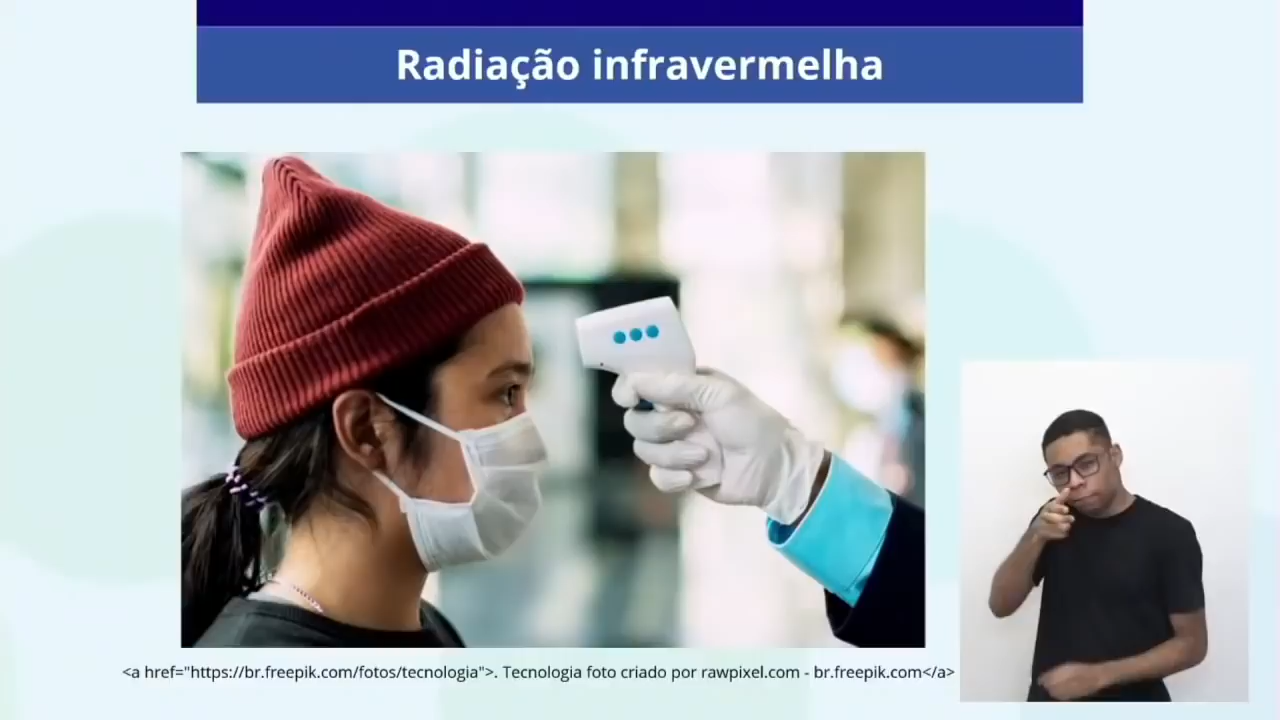 Radiação infravermelha
<a href="https://br.freepik.com/fotos/tecnologia">. Tecnologia foto criado por rawpixel.com - br.freepik.com</a>